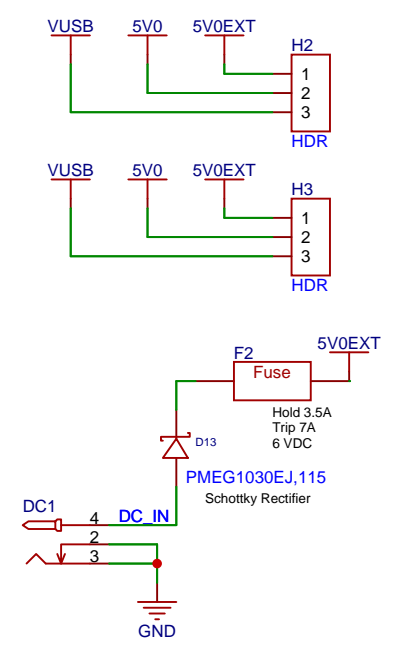 VUSB 5V0 5V0EXT
H2
1
2
3
HDR
VUSB 5V0 5V0EXT
H3
1
2
3
HDR
5V0EXT
F2
Fuse
Hold 3.5A
Trip 7A
6 VDC
D13
PMEG1030EJ,115
Schottky Rectifier
DC1
4 DC_IN
2
3
GND